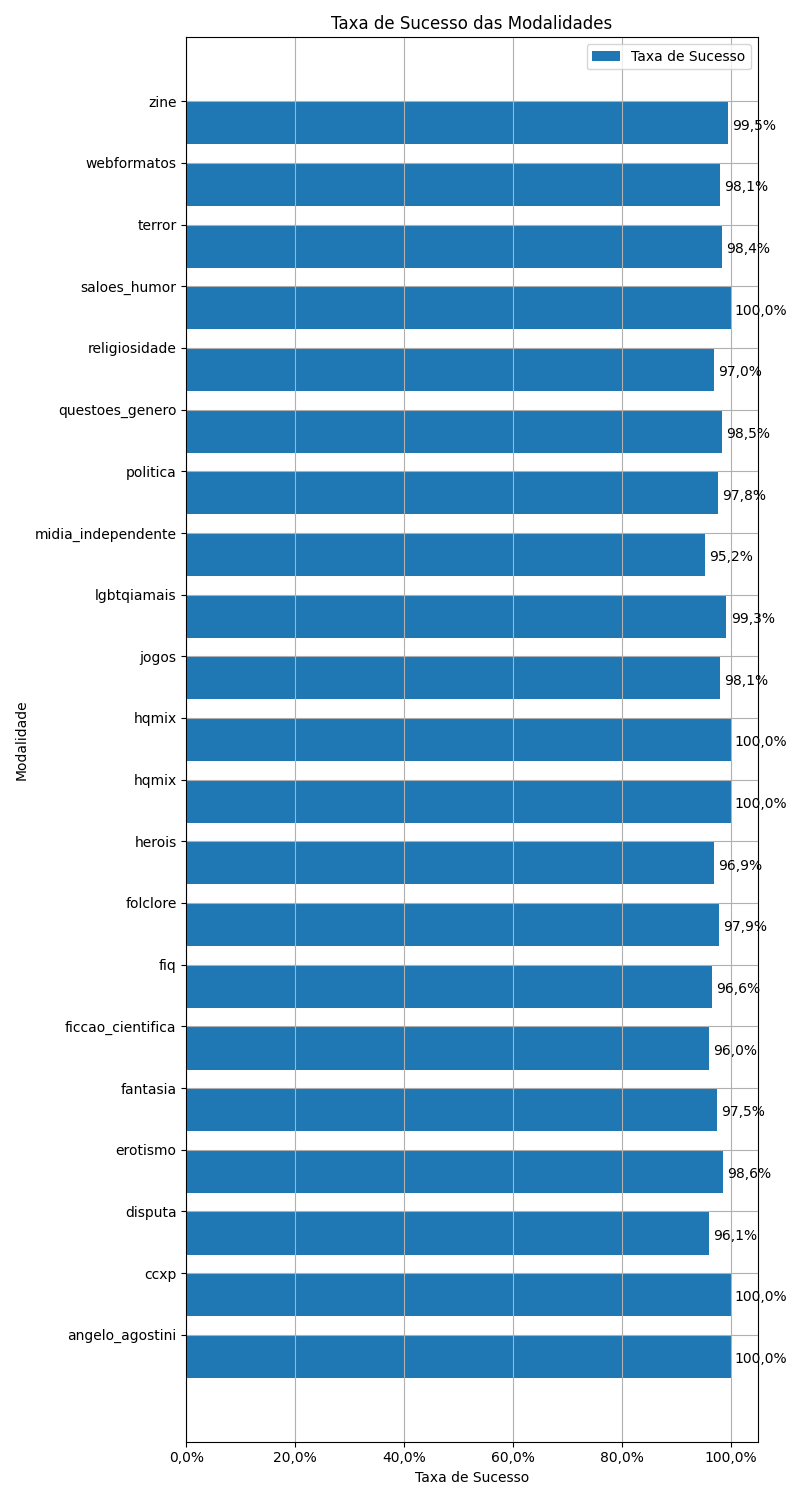 Taxa de Sucesso das Modalidades
Taxa de Sucesso
zine
99,5%
webformatos
98,1%
terror
98,4%
saloes_humor
100,0%
religiosidade
97,0%
questoes_genero
98,5%
politica
97,8%
midia_independente
95,2%
lgbtqiamais
99,3%
jogos
98,1%
hqmix
100,0%
hqmix
100,0%
herois
96,9%
folclore
97,9%
fiq
96,6%
ficcao_cientifica
96,0%
fantasia
97,5%
erotismo
98,6%
disputa
96,1%
ccxp
100,0%
angelo_agostini
100,0%
Modalidade
0,0% 20,0% 40,0% 60,0% 80,0% 100,0%
Taxa de Sucesso